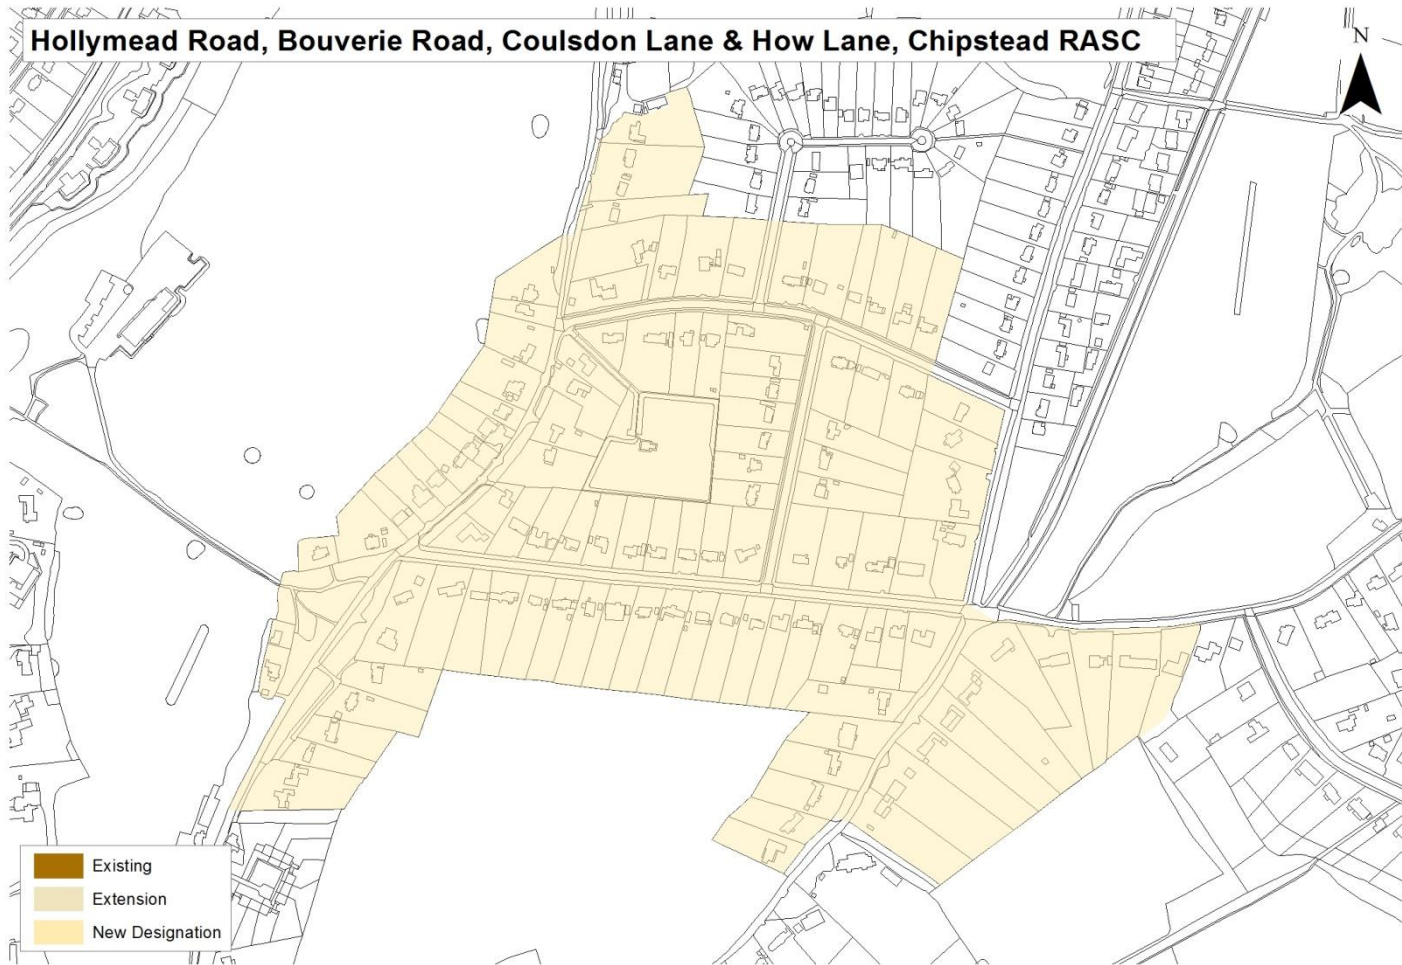 Hollymead Road, Bouverie Road, Coulsdon Lane & How Lane, Chipstead RASC
N
Existing
Extension
New Designation